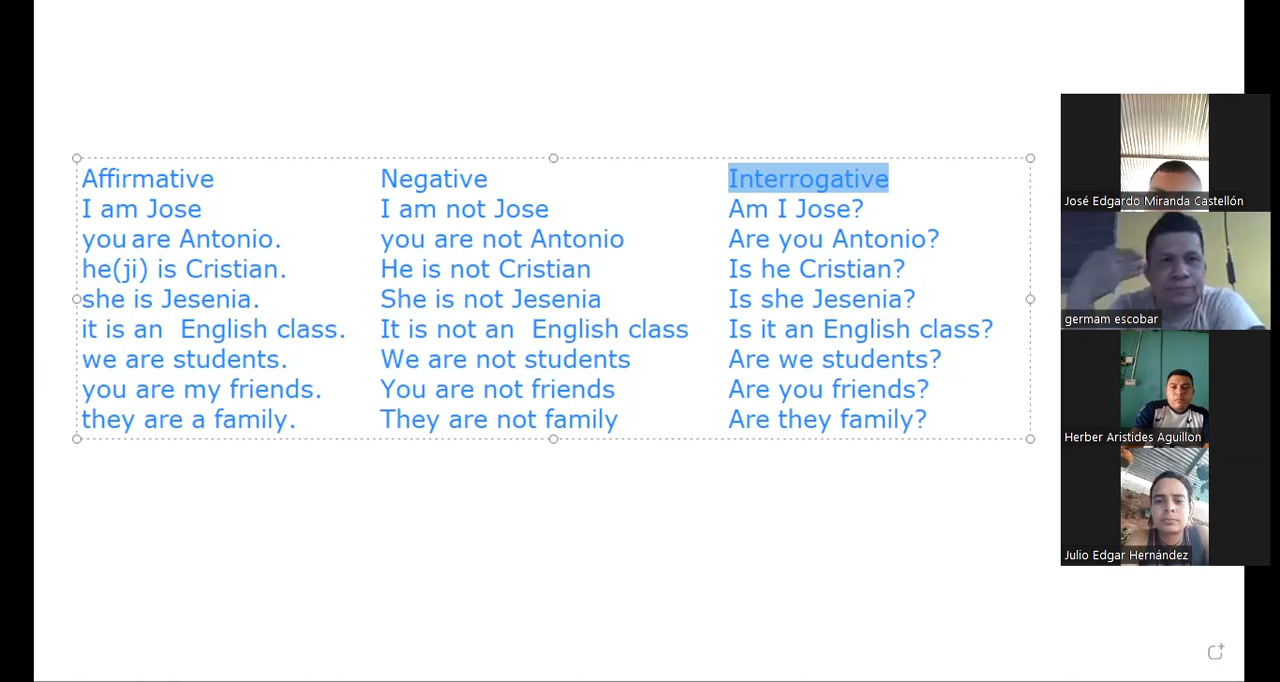 Affirmative Negative Interrogative
I am Jose I am not Jose Am I Jose?
you are Antonio. you are not Antonio Are you Antonio?
he(ji) is Cristian. He is not Cristian Is he Cristian?
she is Jesenia. She is not Jesenia Is she Jesenia?
it is an English class. It is not an English class Is it an English class?
we are students. We are not students Are we students?
you are my friends. You are not friends Are you friends?
they are a family. They are not family Are they family?
José Edgardo Miranda Castellón
germam escobar
Herber Aristides Aguillon
Julio Edgar Hernández